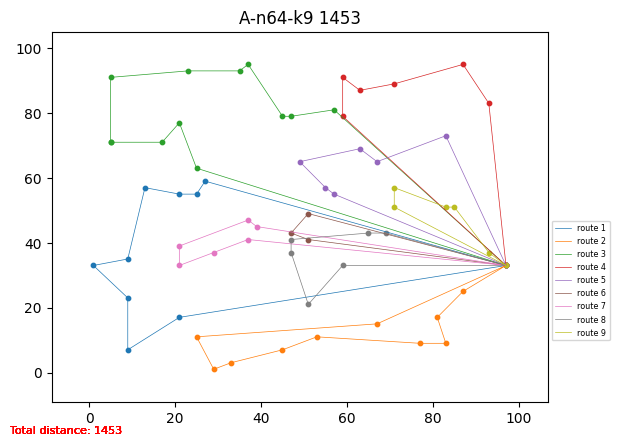 A-n64-k9 1453
100
80
60
40
20
0
0 20 40 60 80 100
route 1
route 2
route 3
route 4
route 5
route 6
route 7
route 8
route 9
Total distance: 1453